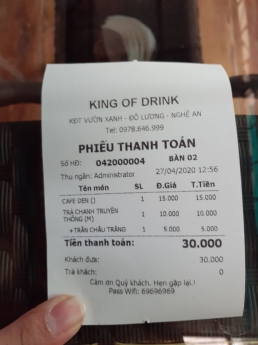 KING OF DRINK
KĐT VƯỜN XANH - ĐÔ LƯƠNG - NGHỆ AN
Tel: 0978.646.999
PHIẾU THANH TOÁN
Số HĐ: 042000004 BÀN 02
Thu ngân: Administrator 27/04/2020 12:56
Tên món SL Đ.Giá T.Tiền
CAFE ĐEN () 1 15.000 15.000
TRÀ CHANH TRUYỀN THỐNG (M) 1 10.000 10.000
+TRÂN CHÂU TRẮNG 1 5.000 5.000
Tiền thanh toán: 30.000
Khách đưa: 30.000
Trả khách: 0
Cảm ơn Quý khách. Hẹn gặp lại.!
Pass Wifi: 69696969